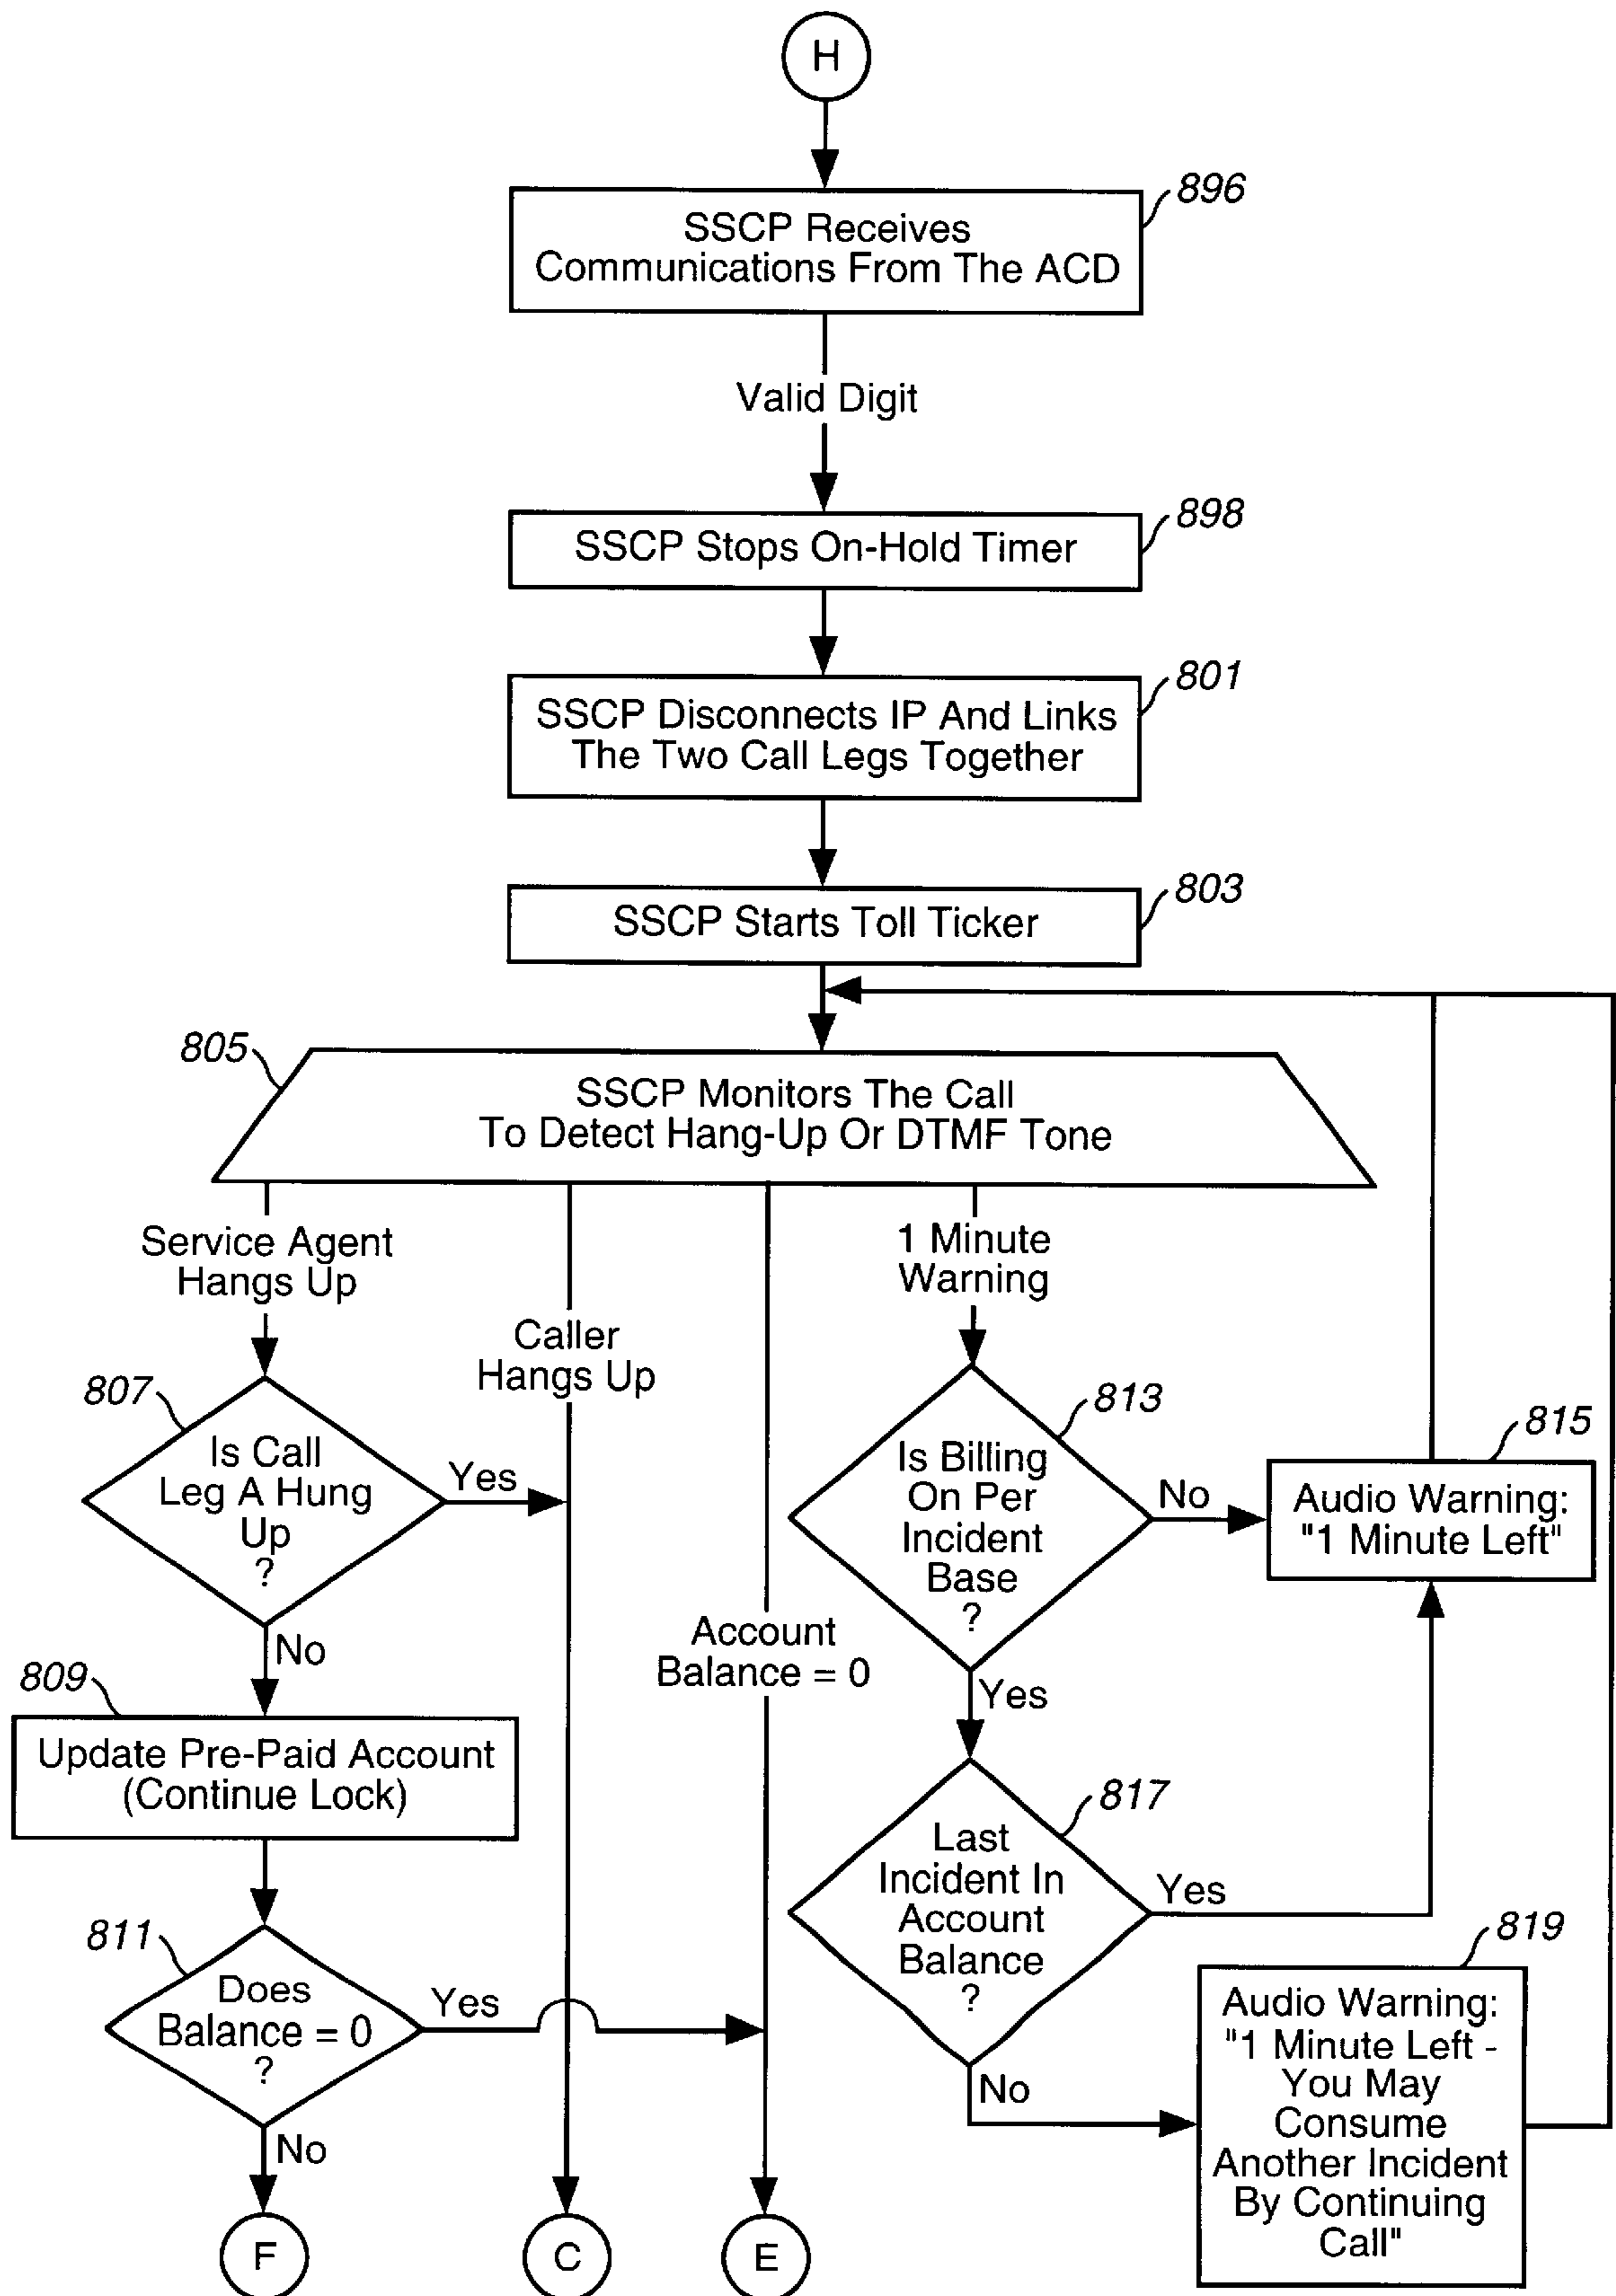 H
896
SSCP Receives
Communications From The ACD
Valid Digit
898
SSCP Stops On-Hold Timer
801
SSCP Disconnects IP And Links
The Two Call Legs Together
803
SSCP Starts Toll Ticker
805
SSCP Monitors The Call
To Detect Hang-Up Or DTMF Tone
Service Agent
Hangs Up
Caller
Hangs Up
Account
Balance = 0
1 Minute
Warning
807
Is Call
Leg A Hung
Up
?
Yes
No
809
Update Pre-Paid Account
(Continue Lock)
811
Does
Balance = 0
?
Yes
No
813
Is Billing
On Per
Incident
Base
?
No
Yes
815
Audio Warning:
"1 Minute Left"
817
Last
Incident In
Account
Balance
?
Yes
No
819
Audio Warning:
"1 Minute Left -
You May
Consume
Another Incident
By Continuing
Call"
F
C
E